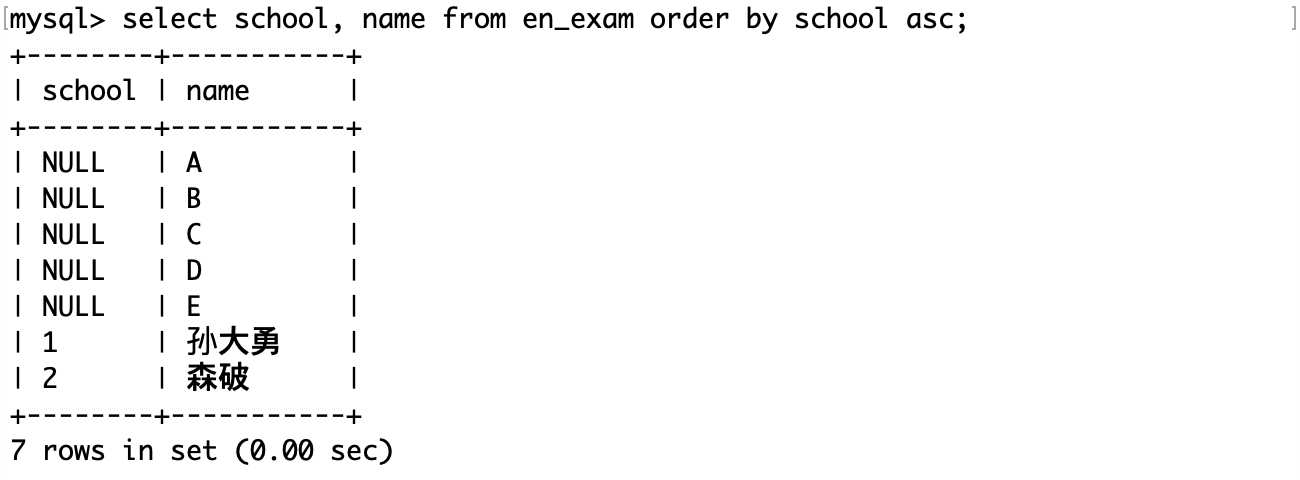 [mysql> select school, name from en_exam order by school asc; ]
+--------+-----------+
| school | name      |
+--------+-----------+
| NULL   | A         |
| NULL   | B         |
| NULL   | C         |
| NULL   | D         |
| NULL   | E         |
| 1      | 孙大勇    |
| 2      | 森破      |
+--------+-----------+
7 rows in set (0.00 sec)